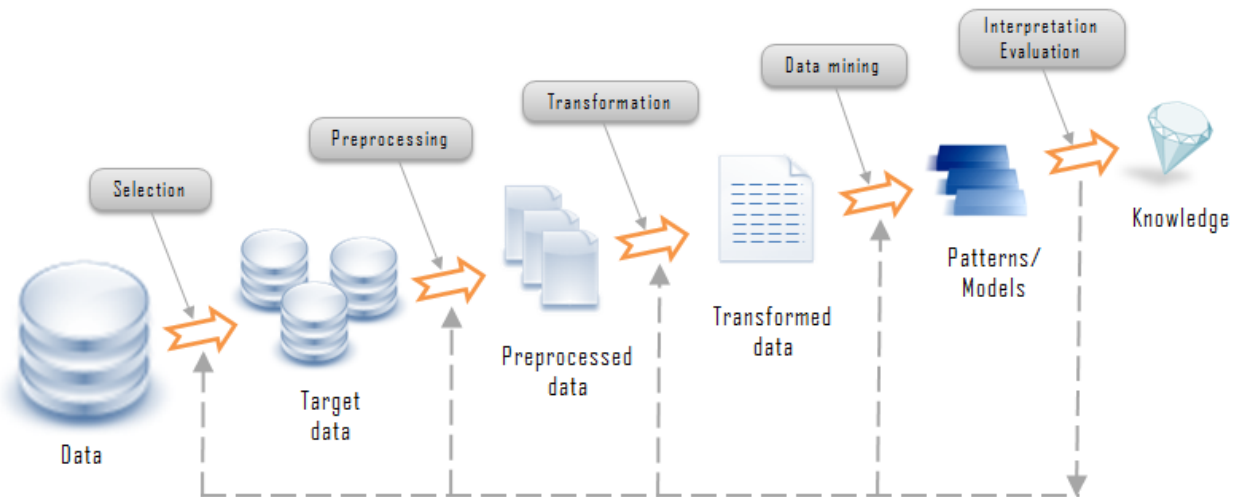 Interpretation
Evaluation
Data mining
Transformation
Preprocessing
Selection
Knowledge
Patterns/
Models
Transformed
data
Preprocessed
data
Target
data
Data